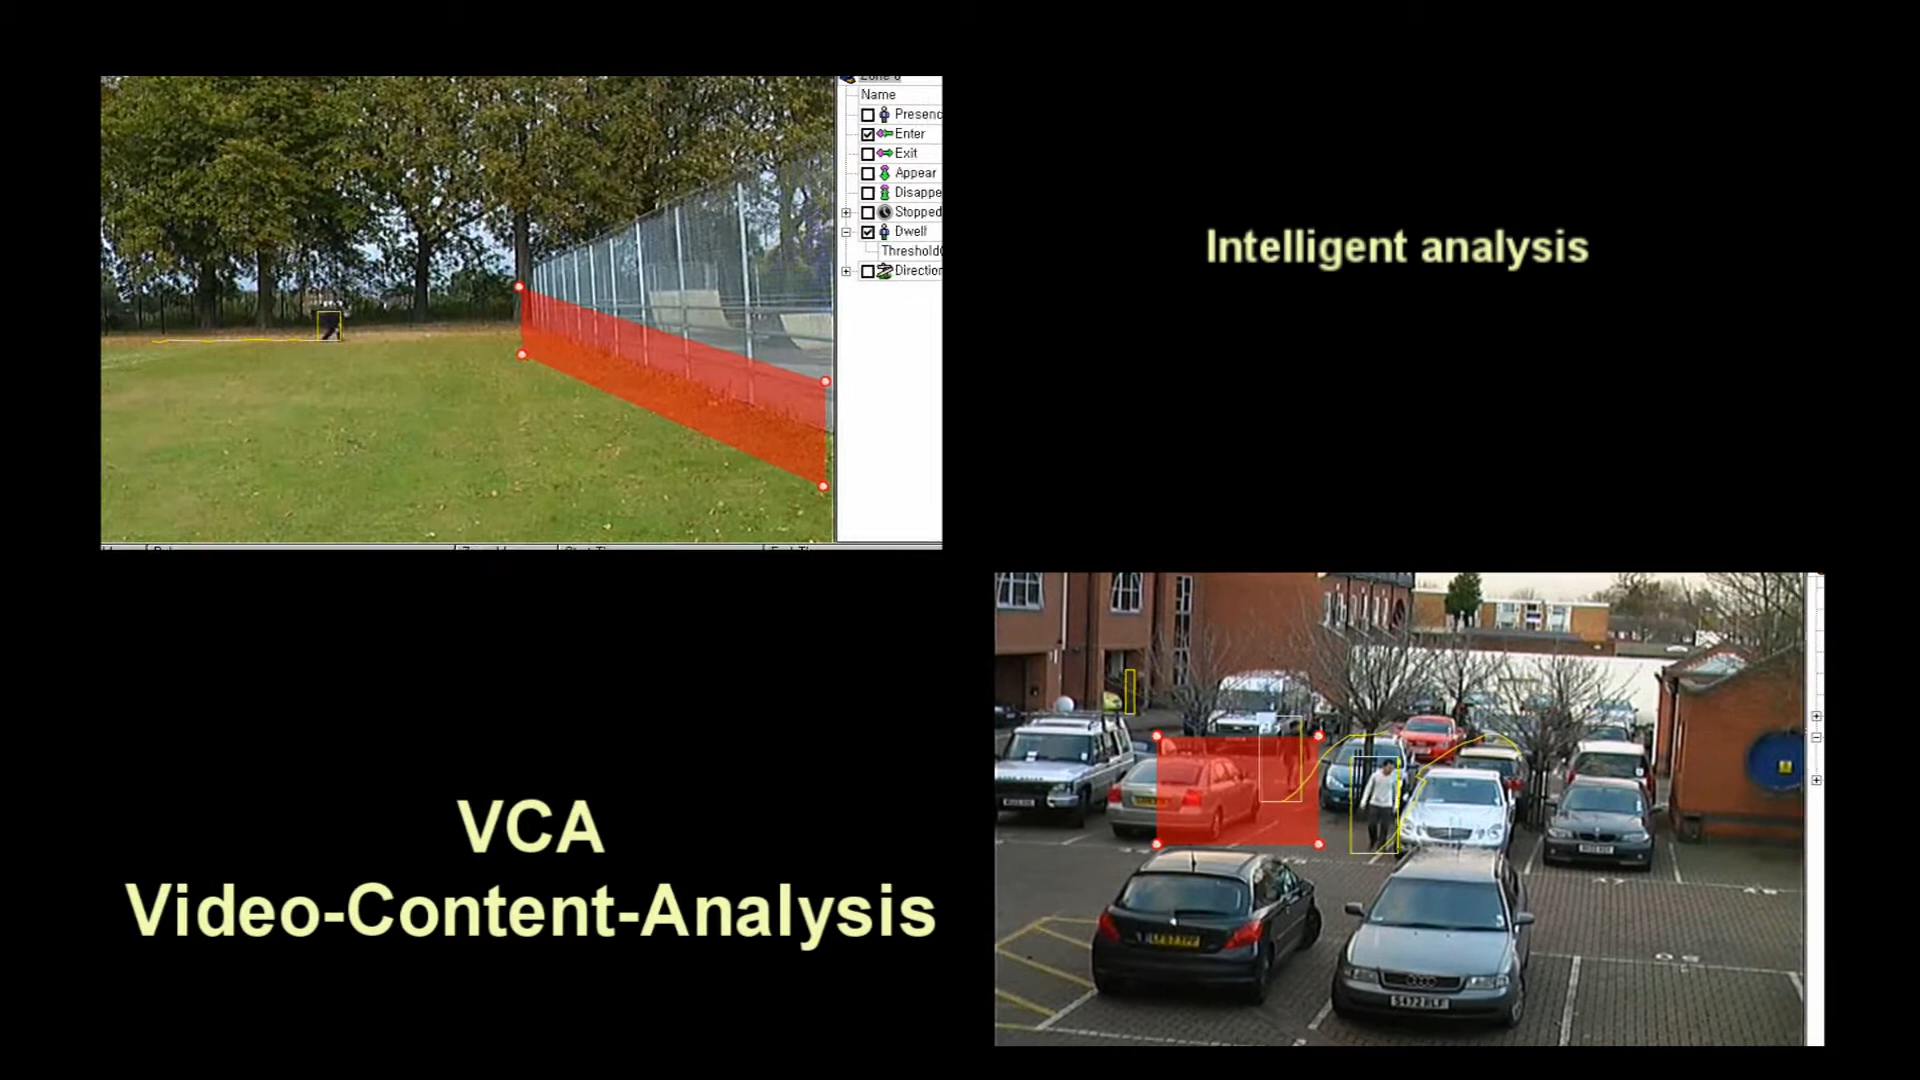 Name
Presenc
Enter
Exit
Appear
Disappe
Stopped
Dwell
Threshold
Direction
Intelligent analysis
VCA
Video-Content-Analysis